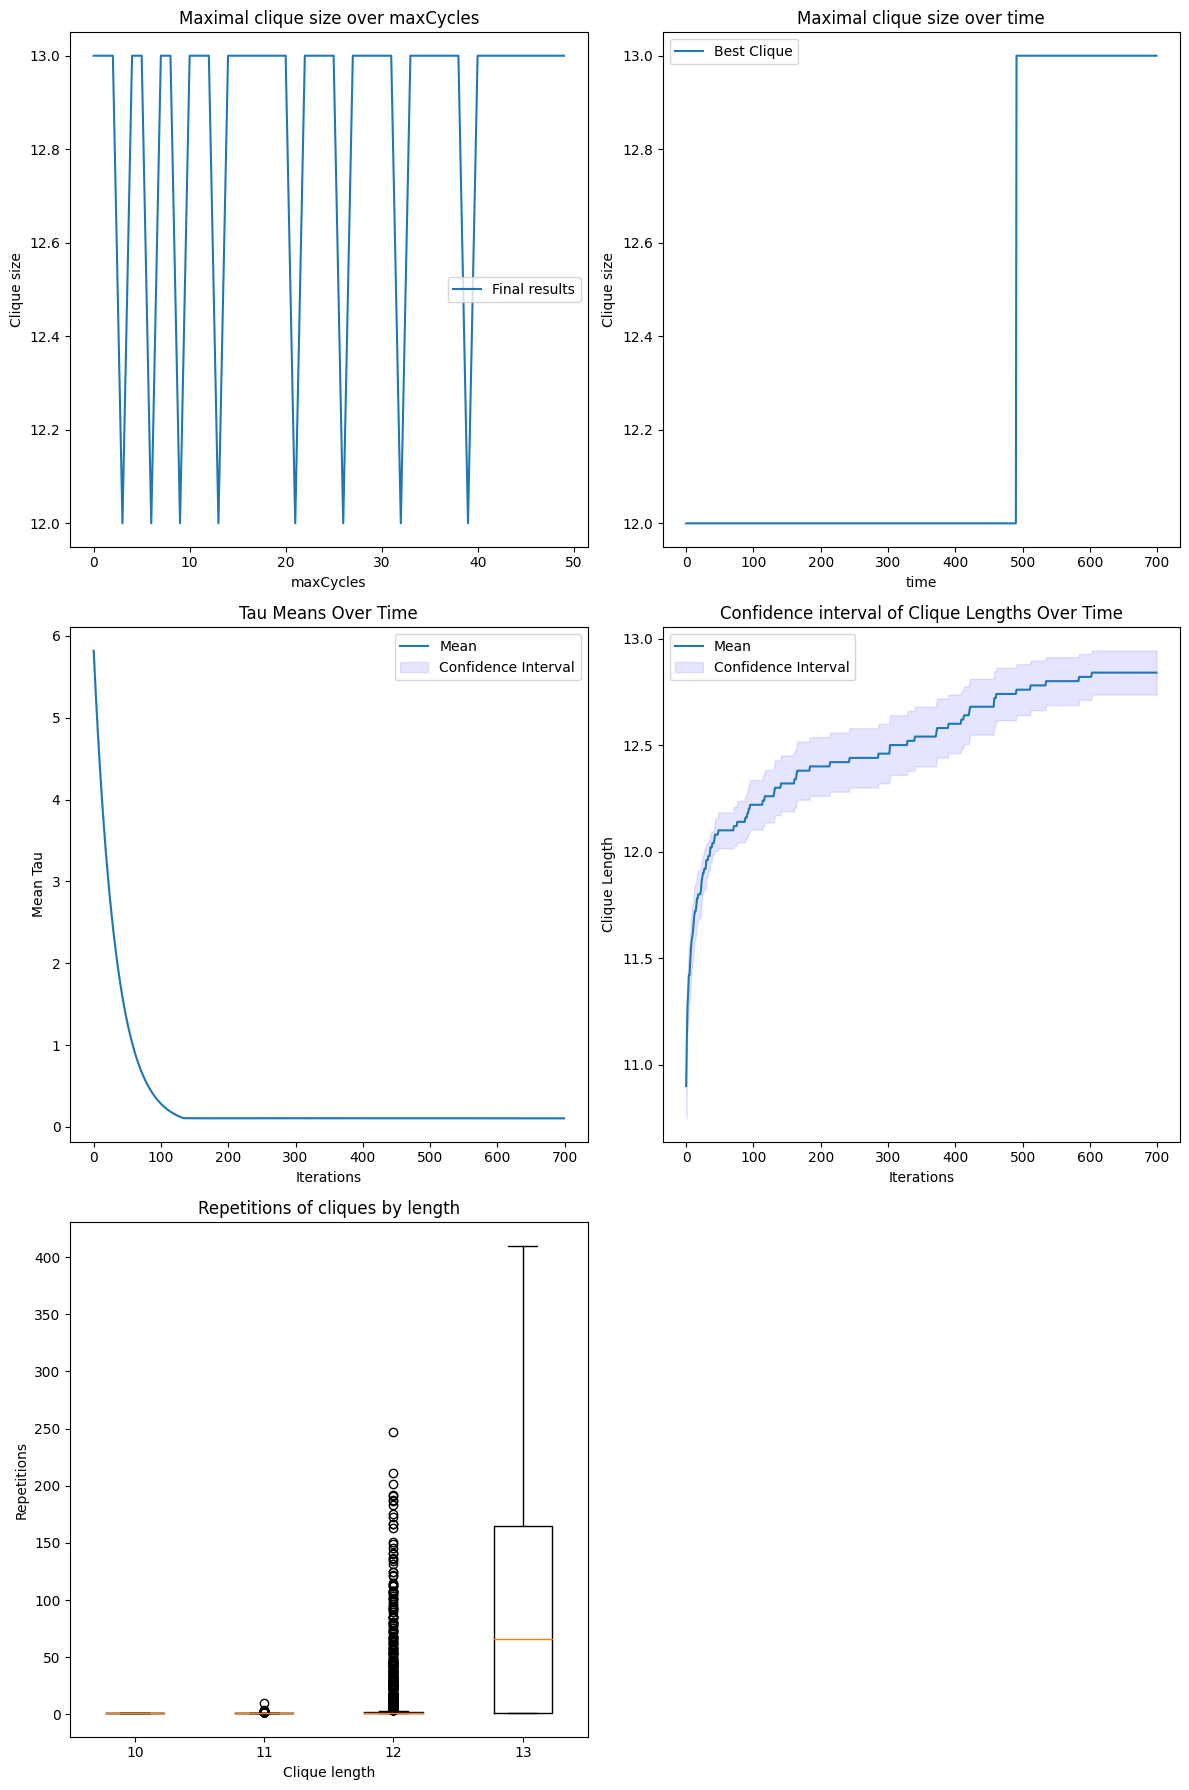 Maximal clique size over maxCycles
13.0
12.8
12.6
12.4
12.2
12.0
Clique size
Final results
0 10 20 30 40 50
maxCycles
Maximal clique size over time
Best Clique
13.0
12.8
12.6
12.4
12.2
12.0
Clique size
0 100 200 300 400 500 600 700
time
Tau Means Over Time
Mean
Confidence Interval
6
5
4
3
2
1
0
Mean Tau
0 100 200 300 400 500 600 700
Iterations
Confidence interval of Clique Lengths Over Time
Mean
Confidence Interval
13.0
12.5
12.0
11.5
11.0
Clique Length
0 100 200 300 400 500 600 700
Iterations
Repetitions of cliques by length
400
350
300
250
200
150
100
50
0
Repetitions
10 11 12 13
Clique length